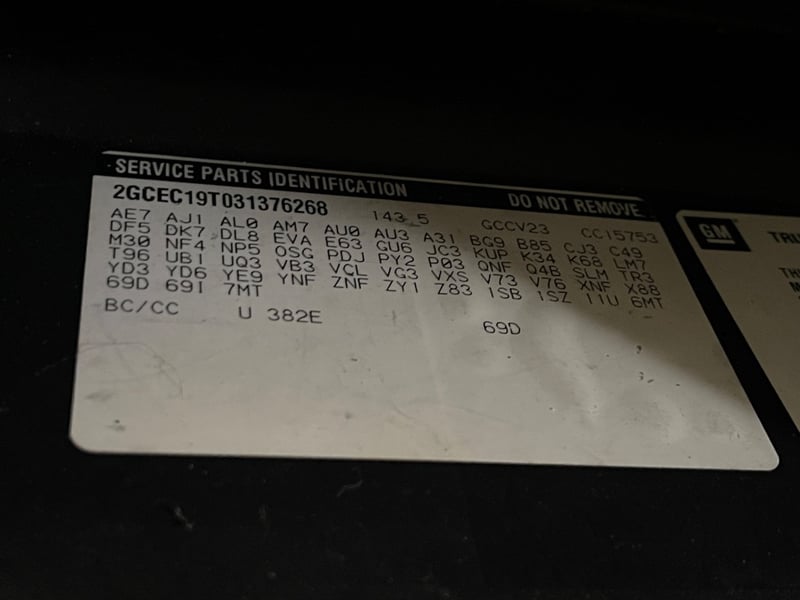 SERVICE PARTS IDENTIFICATION DO NOT REMOVE
2GCEC19T031376268 143.5 GCCV23 CC15753
AE7 AJ1 AL0 AM7 AU0 AU3 A31 BG9 B85 CJ3 C49
DF5 DK7 DL8 EVA E63 GU6 JC3 KUP K34 K68 LM7
M30 NF4 NP5 OSG PDJ PY2 P03 QNF Q4B SLM 1R3
T96 UB1 UQ3 VB3 VCL VG3 VXS V73 V76 XNF X88
YD3 YD6 YE9 YNF ZNF ZY1 Z83 1SB 1SZ 11U 6MT
69D 69I 7MT
BC/CC U 382E 69D
GM